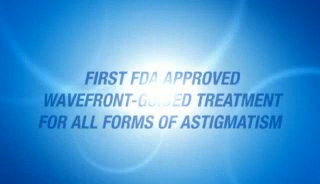 FIRST FDA APPROVED
WAVEFRONT-GUIDED TREATMENT
FOR ALL FORMS OF ASTIGMATISM